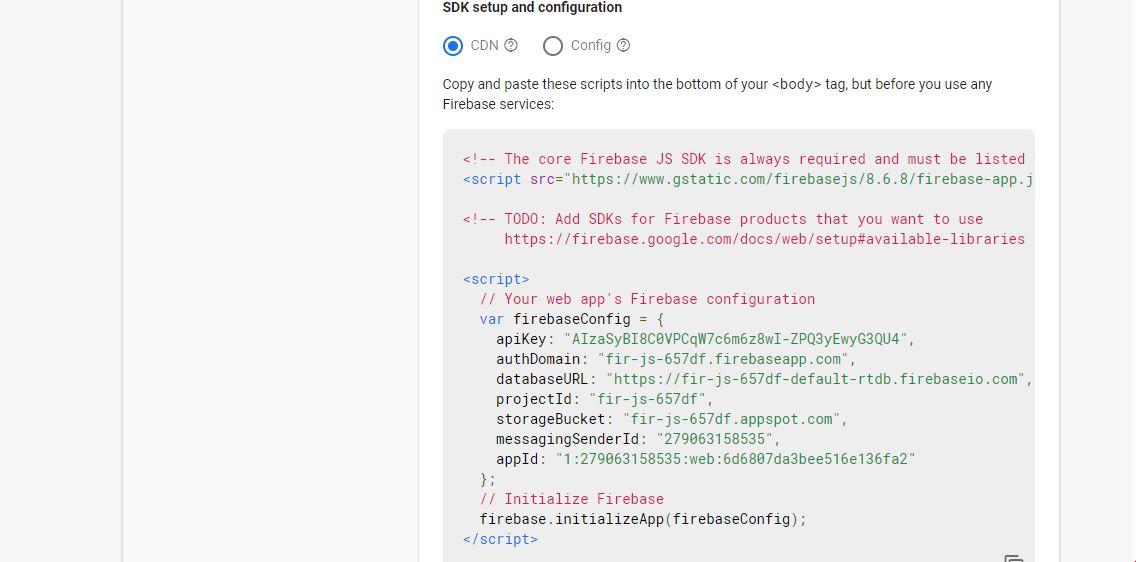 SDK setup and configuration
CDN Config
Copy and paste these scripts into the bottom of your <body> tag, but before you use any
Firebase services:
<!-- The core Firebase JS SDK is always required and must be listed
<script src="https://www.gstatic.com/firebasejs/8.6.8/firebase-app.j
<!-- TODO: Add SDKs for Firebase products that you want to use
https://firebase.google.com/docs/web/setup#available-libraries
<script>
// Your web app's Firebase configuration
var firebaseConfig = {
apiKey: "AIzaSyBI8C0VPCqW7c6m6z8wI-ZPQ3yEwyG3QU4",
authDomain: "fir-js-657df.firebaseapp.com",
databaseURL: "https://fir-js-657df-default-rtdb.firebaseio.com",
projectId: "fir-js-657df",
storageBucket: "fir-js-657df.appspot.com",
messagingSenderId: "279063158535",
appId: "1:279063158535:web:6d6807da3bee516e136fa2"
};
// Initialize Firebase
firebase.initializeApp(firebaseConfig);
</script>